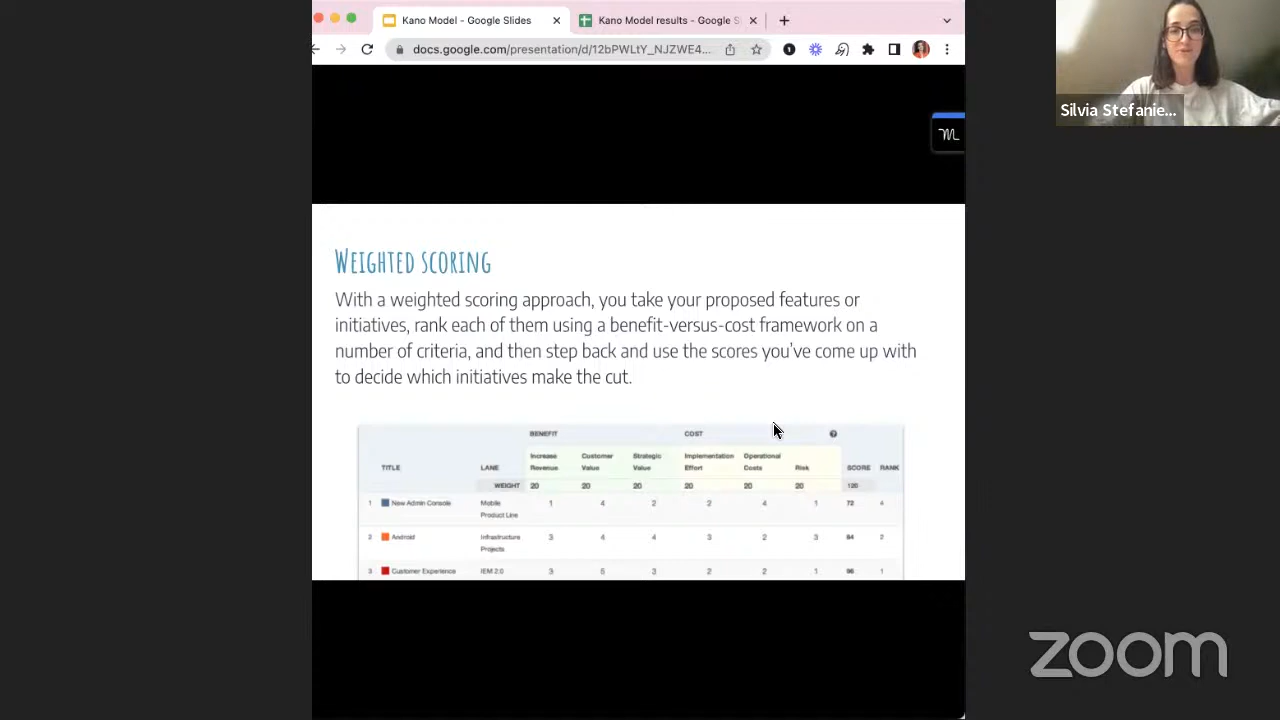 Kano Model - Google Slides
Kano Model results - Google S
docs.google.com/presentation/d/12bPWLtY_NJZWE4...
Silvia Stefanie...
WEIGHTED SCORING
With a weighted scoring approach, you take your proposed features or
initiatives, rank each of them using a benefit-versus-cost framework on a
number of criteria, and then step back and use the scores you've come up with
to decide which initiatives make the cut.
BENEFIT COST
Increase Customer Strategic Implementation Operational
TITLE LANE Revenue Value Value Effort Costs Risk SCORE RANK
WEIGHT 20 20 20 20 20 20 120
1 New Admin Console Mobile 1 4 2 2 4 1 72 4
Product Line
2 Android Infrastructure 3 4 4 3 2 3 84 2
Projects
3 Customer Experience IEM 2.0 3 5 3 2 2 1 96 1
zoom